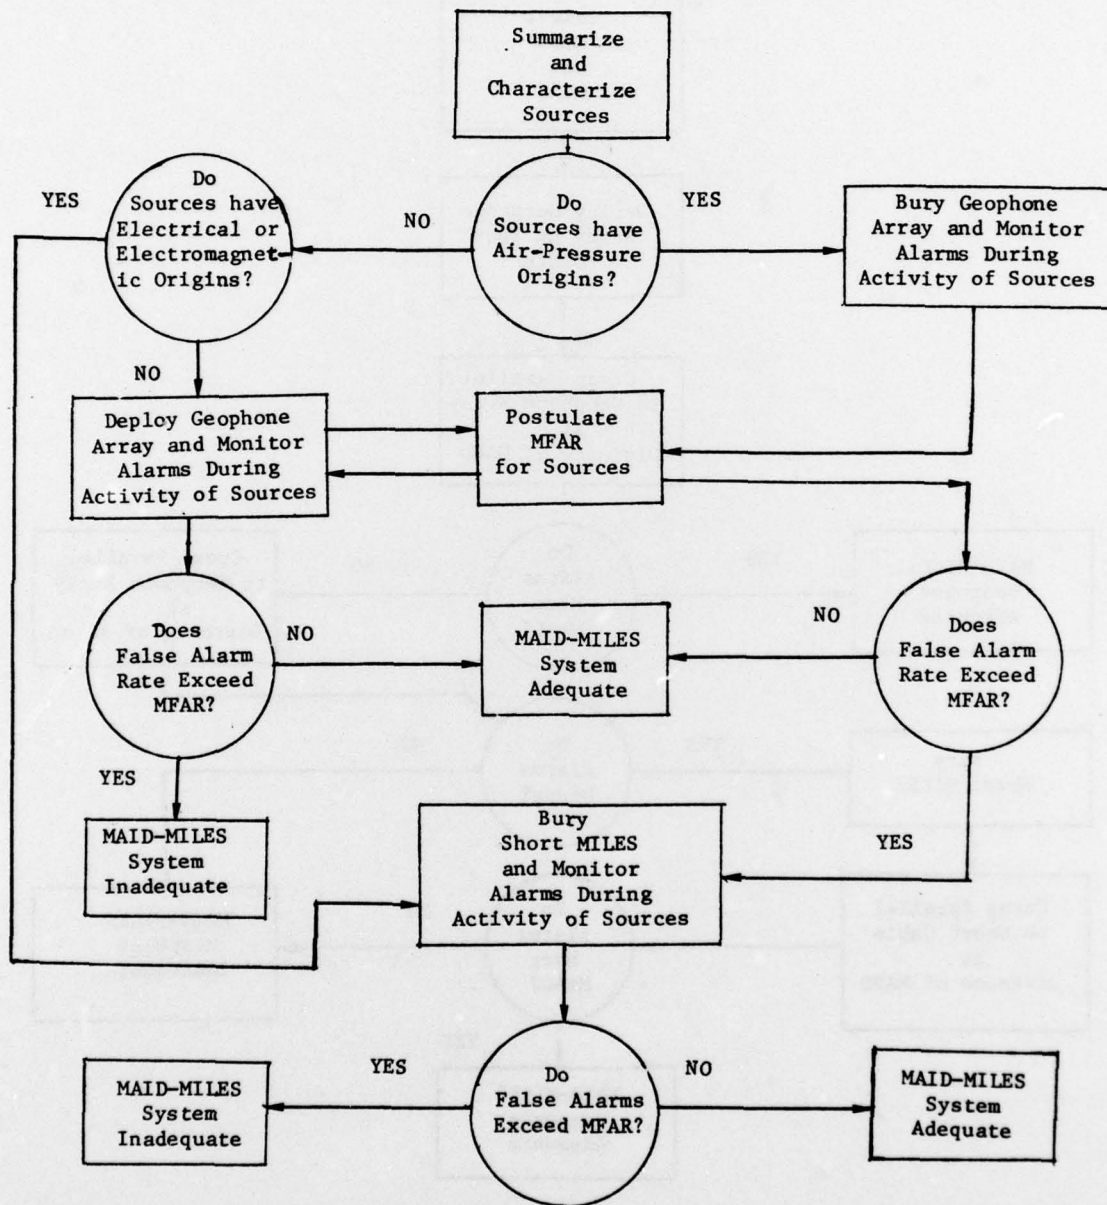 Summarize
and
Characterize
Sources
YES
Do
Sources have
Electrical or
Electromagnet-
ic Origins?
NO
Do
Sources have
Air-Pressure
Origins?
YES
Bury Geophone
Array and Monitor
Alarms During
Activity of Sources
NO
Deploy Geophone
Array and Monitor
Alarms During
Activity of Sources
Postulate
MFAR
for Sources
Does
False Alarm
Rate Exceed
MFAR?
NO
MAID-MILES
System
Adequate
NO
Does
False Alarm
Rate Exceed
MFAR?
YES
MAID-MILES
System
Inadequate
Bury
Short MILES
and Monitor
Alarms During
Activity of Sources
YES
MAID-MILES
System
Inadequate
YES
Do
False Alarms
Exceed MFAR?
NO
MAID-MILES
System
Adequate